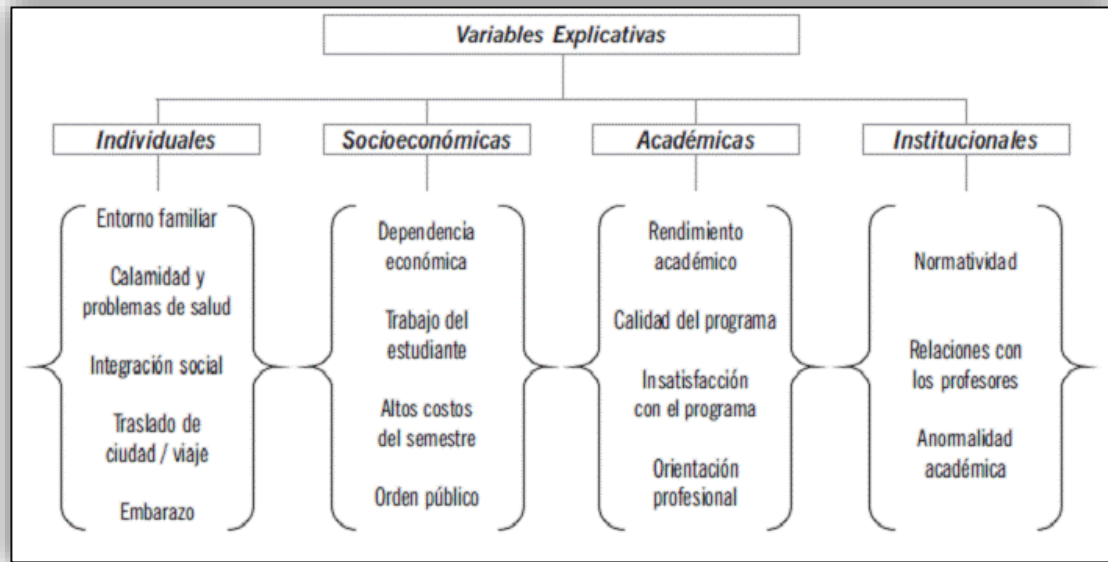 Variables Explicativas
Individuales
Entorno familiar
Calamidad y
problemas de salud
Integración social
Traslado de
ciudad / viaje
Embarazo
Socioeconómicas
Dependencia
económica
Trabajo del
estudiante
Altos costos
del semestre
Orden público
Académicas
Rendimiento
académico
Calidad del programa
Insatisfacción
con el programa
Orientación
profesional
Institucionales
Normatividad
Relaciones con
los profesores
Anormalidad
académica